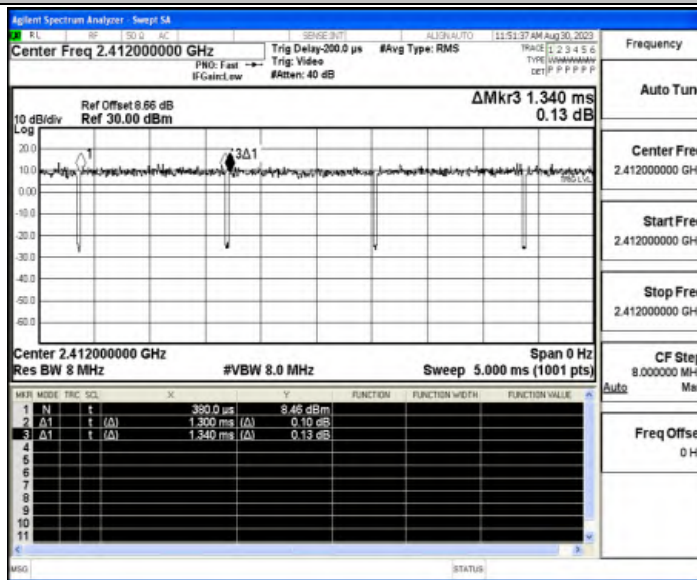 Agilent Spectrum Analyzer - Swept SA
RL RF 50 Ω AC SENSE:INT ALIGNAUTO 11:51:37 AM Aug 30, 2023
Center Freq 2.412000000 GHz
PNO: Fast
IFGain:Low
Trig Delay-200.0 µs
Trig: Video
#Atten: 40 dB
#Avg Type: RMS
TRACE 1 2 3 4 5 6
TYPE
DET P P P P P P
Ref Offset 8.66 dB
10 dB/div Ref 30.00 dBm
Log
ΔMkr3 1.340 ms
0.13 dB
20.0
10.0
0.00
-10.0
-20.0
-30.0
-40.0
-50.0
-60.0
1
3Δ1
TRIG LVL
Center 2.412000000 GHz Span 0 Hz
Res BW 8 MHz #VBW 8.0 MHz Sweep 5.000 ms (1001 pts)
MKR MODE TRC SCL X Y FUNCTION FUNCTION WIDTH FUNCTION VALUE
1 N t 380.0 µs 8.46 dBm
2 Δ1 t (Δ) 1.300 ms (Δ) 0.10 dB
3 Δ1 t (Δ) 1.340 ms (Δ) 0.13 dB
4
5
6
7
8
9
10
11
MSG STATUS
Frequency
Auto Tun
Center Fre
2.412000000 GH
Start Fre
2.412000000 GH
Stop Fre
2.412000000 GH
CF Step
8.000000 MH
Auto Ma
Freq Offse
0 H